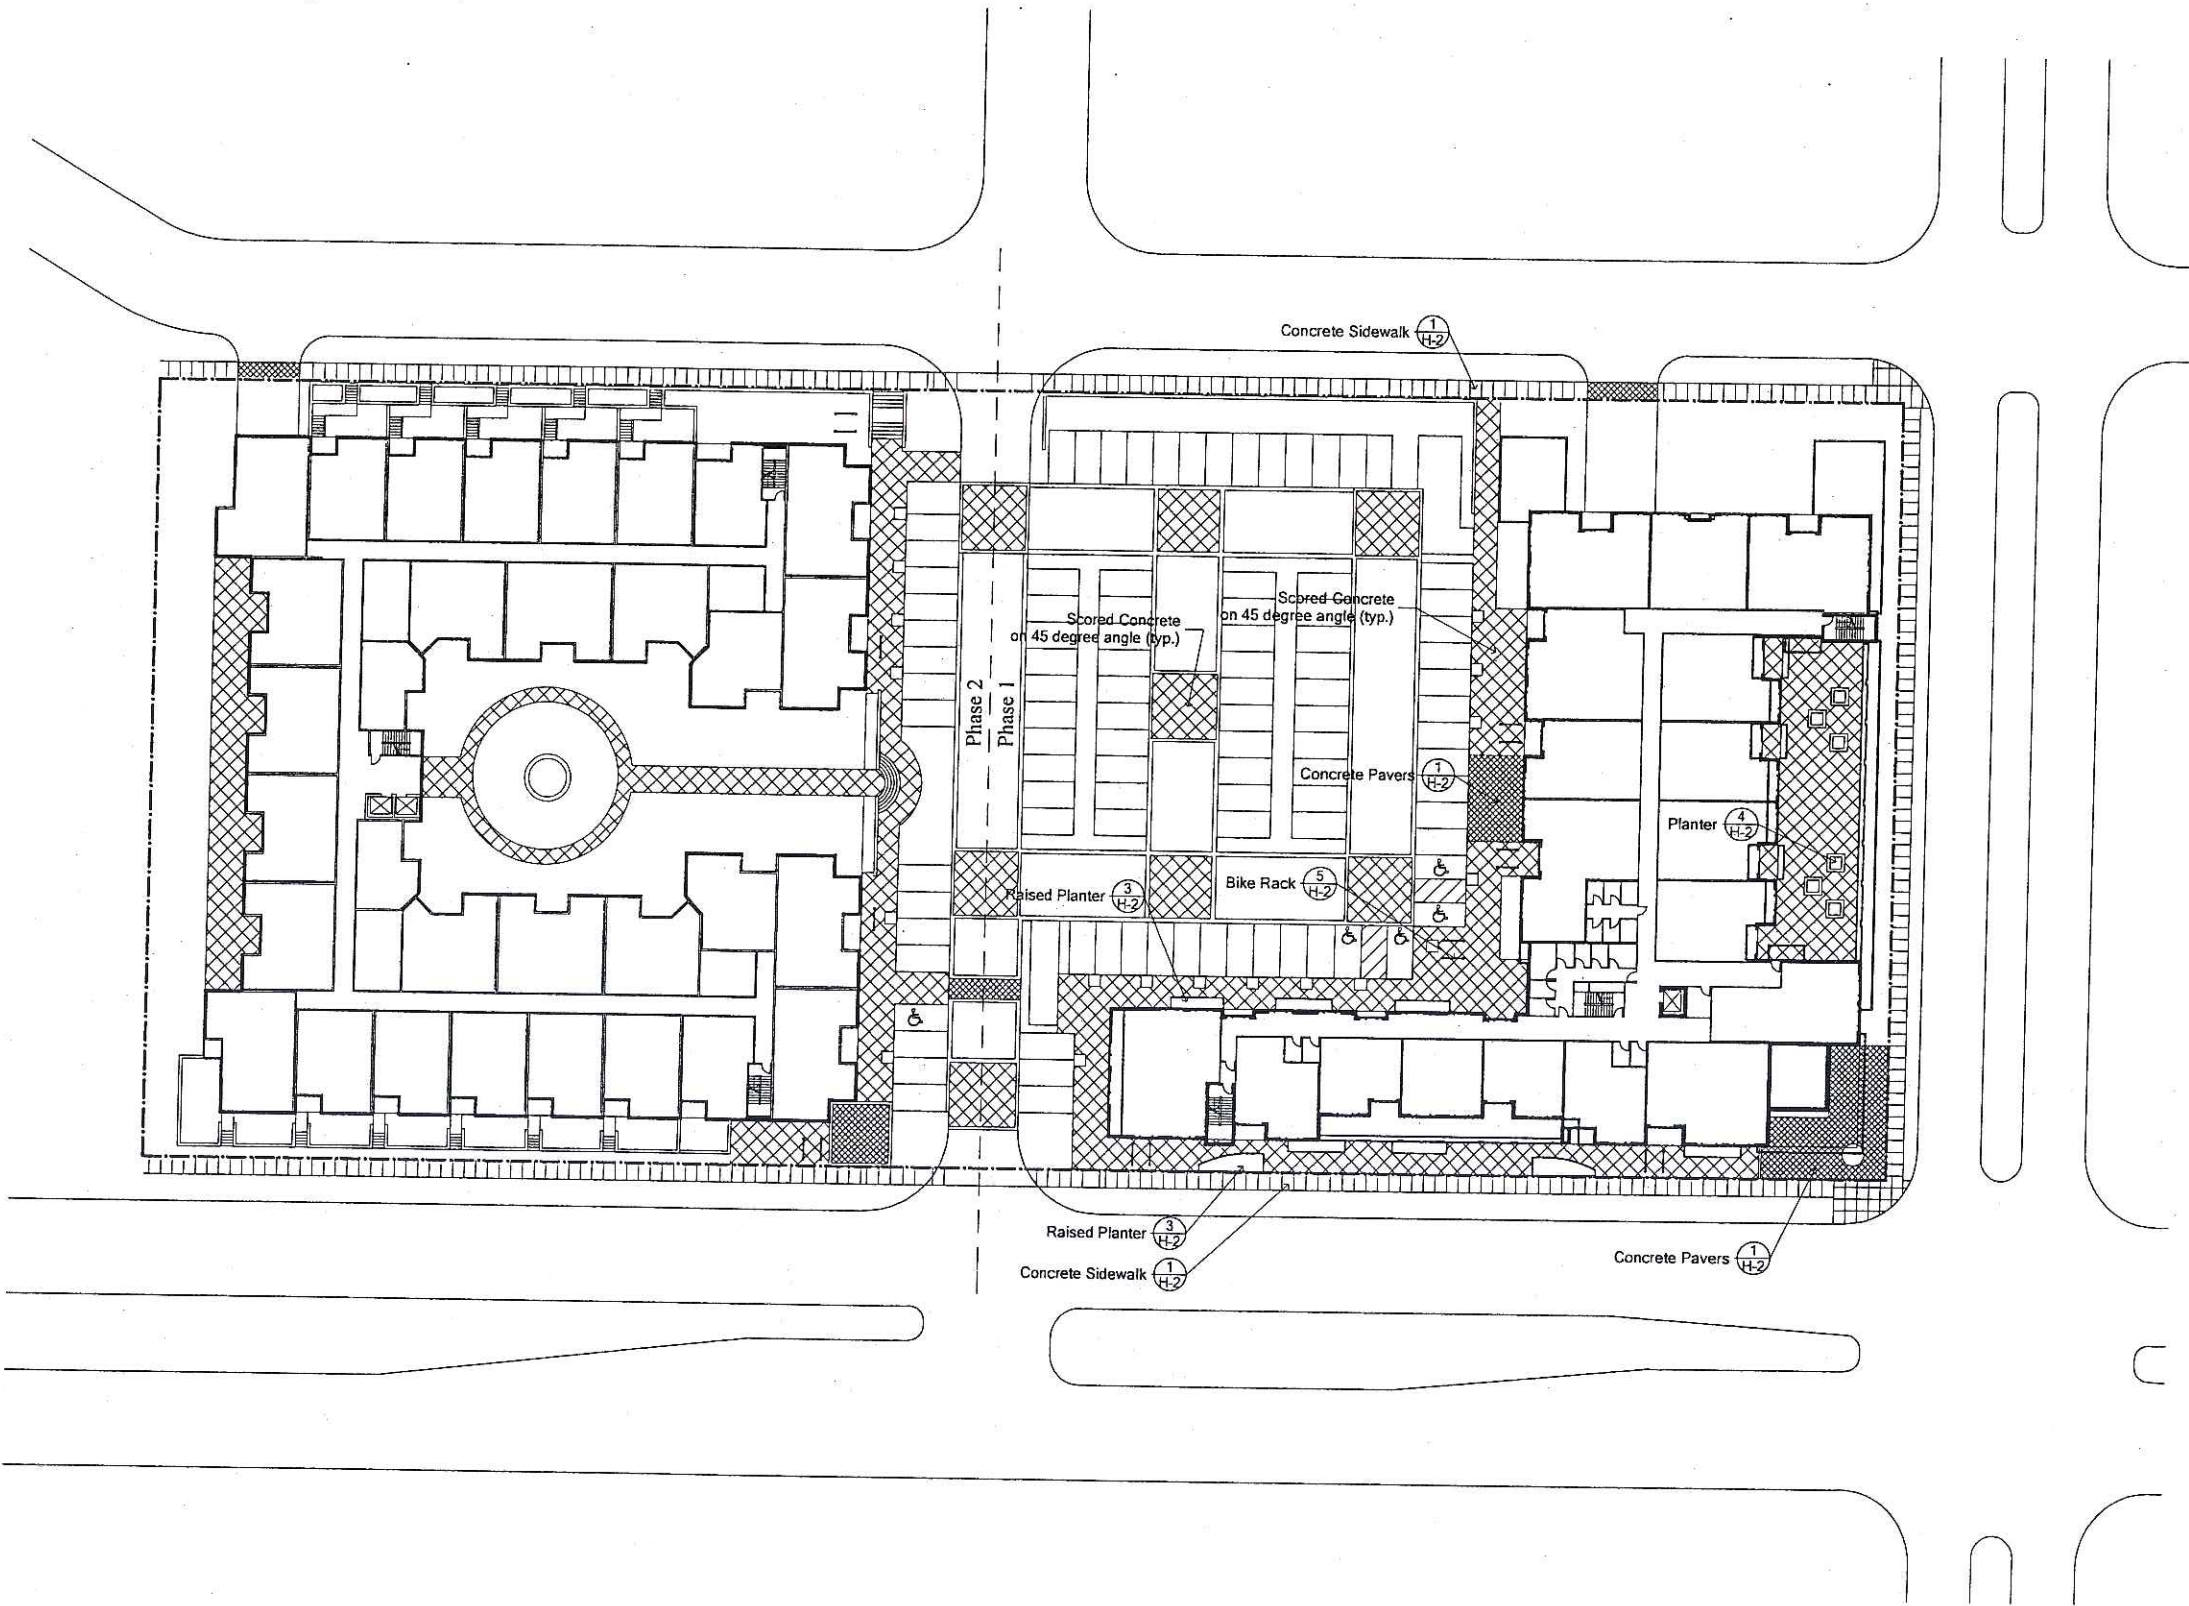 Concrete Sidewalk 1 H-2
Scored Concrete
on 45 degree angle (typ.)
Scored Concrete
on 45 degree angle (typ.)
Phase 2
Phase 1
Concrete Pavers 1 H-2
Planter 4 H-2
Raised Planter 3 H-2
Bike Rack 5 H-2
Raised Planter 3 H-2
Concrete Sidewalk 1 H-2
Concrete Pavers 1 H-2